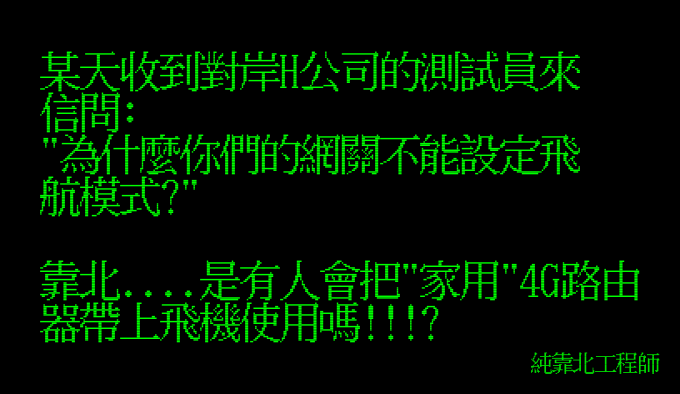 某天收到對岸H公司的測試員來
信問:
"為什麼你們的網關不能設定飛
航模式?"
靠北....是有人會把"家用"4G路由
器帶上飛機使用嗎!!!?
純靠北工程師